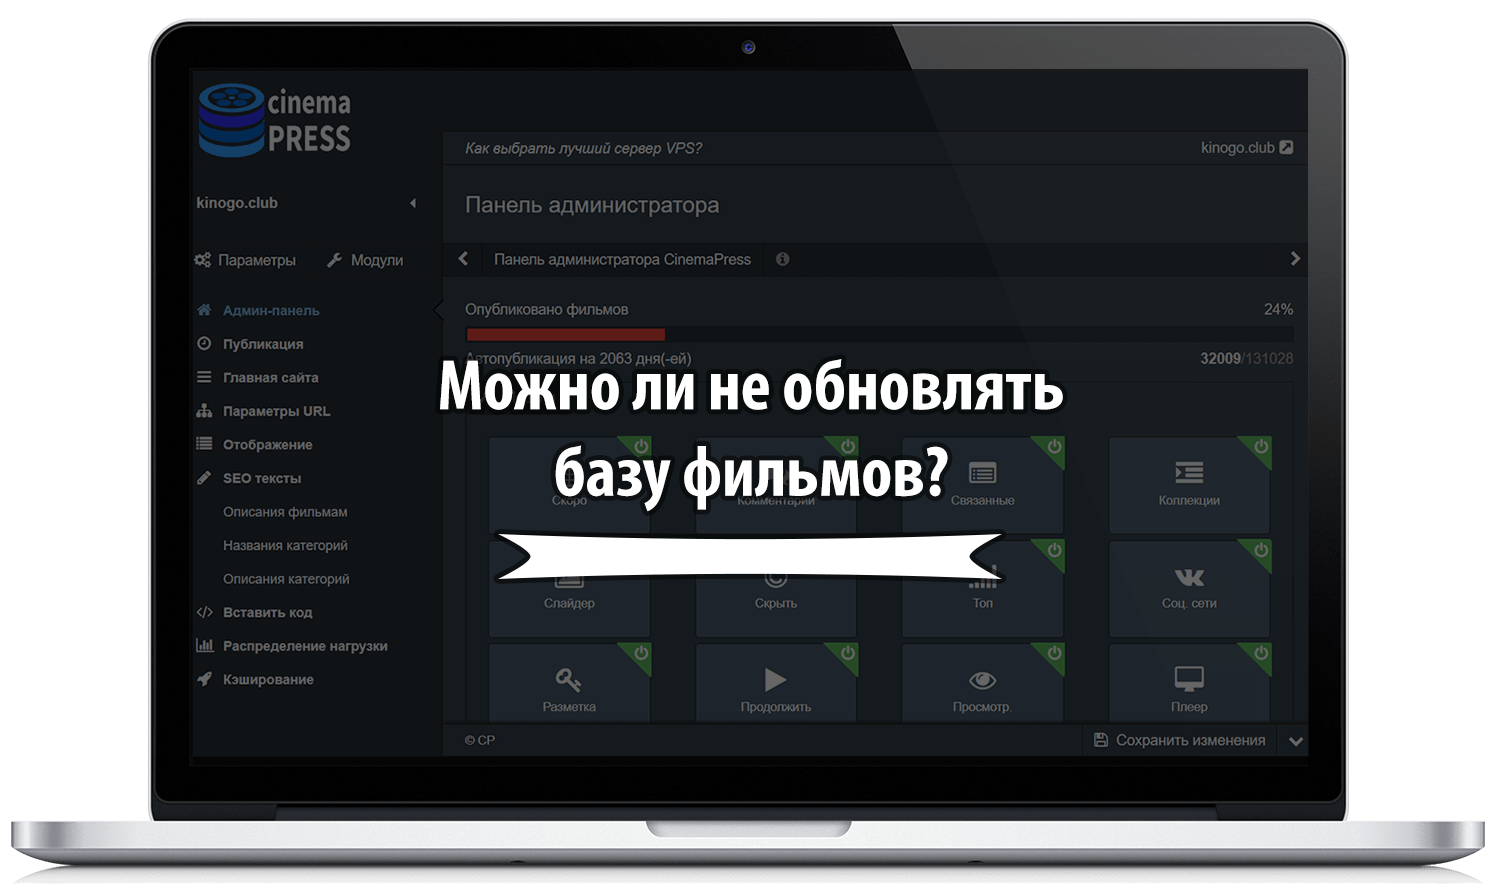 cinema
PRESS
Как выбрать лучший сервер VPS?
kinogo.club
kinogo.club
Панель администратора
Параметры
Модули
Панель администратора CinemaPress
Админ-панель
Публикация
Главная сайта
Параметры URL
Отображение
SEO тексты
Описания фильмам
Названия категорий
Описания категорий
Вставить код
Распределение нагрузки
Кэширование
Опубликовано фильмов
24%
Автопубликация на 2063 дня(-ей)
32009/131028
Можно ли не обновлять
базу фильмов?
Скоро
Комментарии
Связанные
Коллекции
Слайдер
Скрыть
Топ
Соц. сети
Разметка
Продолжить
Просмотр.
Плеер
© CP
Сохранить изменения